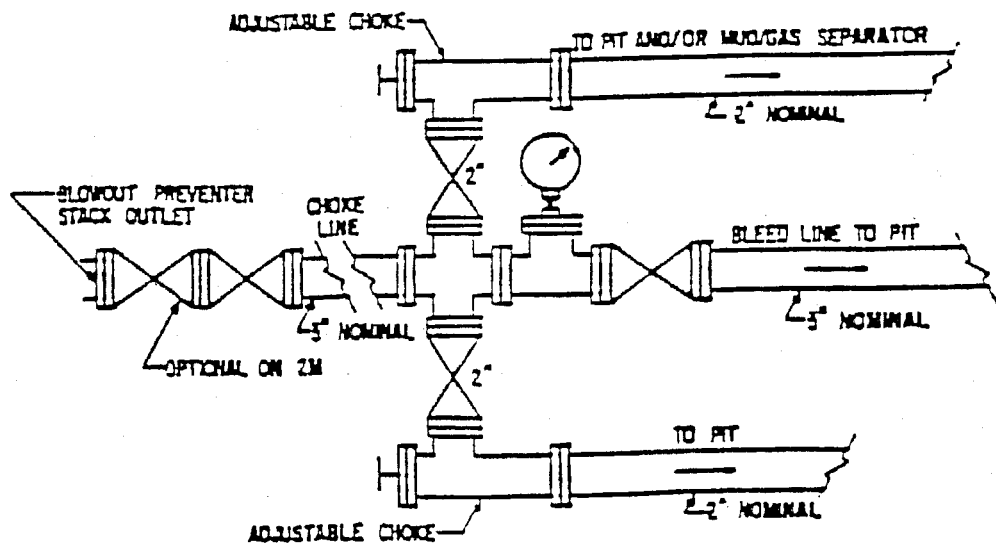 ADJUSTABLE CHOKE
TO PIT AND/OR MUD/GAS SEPARATOR
2" NOMINAL
2"
BLOWOUT PREVENTER
STACK OUTLET
CHOKE
LINE
BLEED LINE TO PIT
3" NOMINAL
3" NOMINAL
OPTIONAL ON 2M
2"
TO PIT
2" NOMINAL
ADJUSTABLE CHOKE